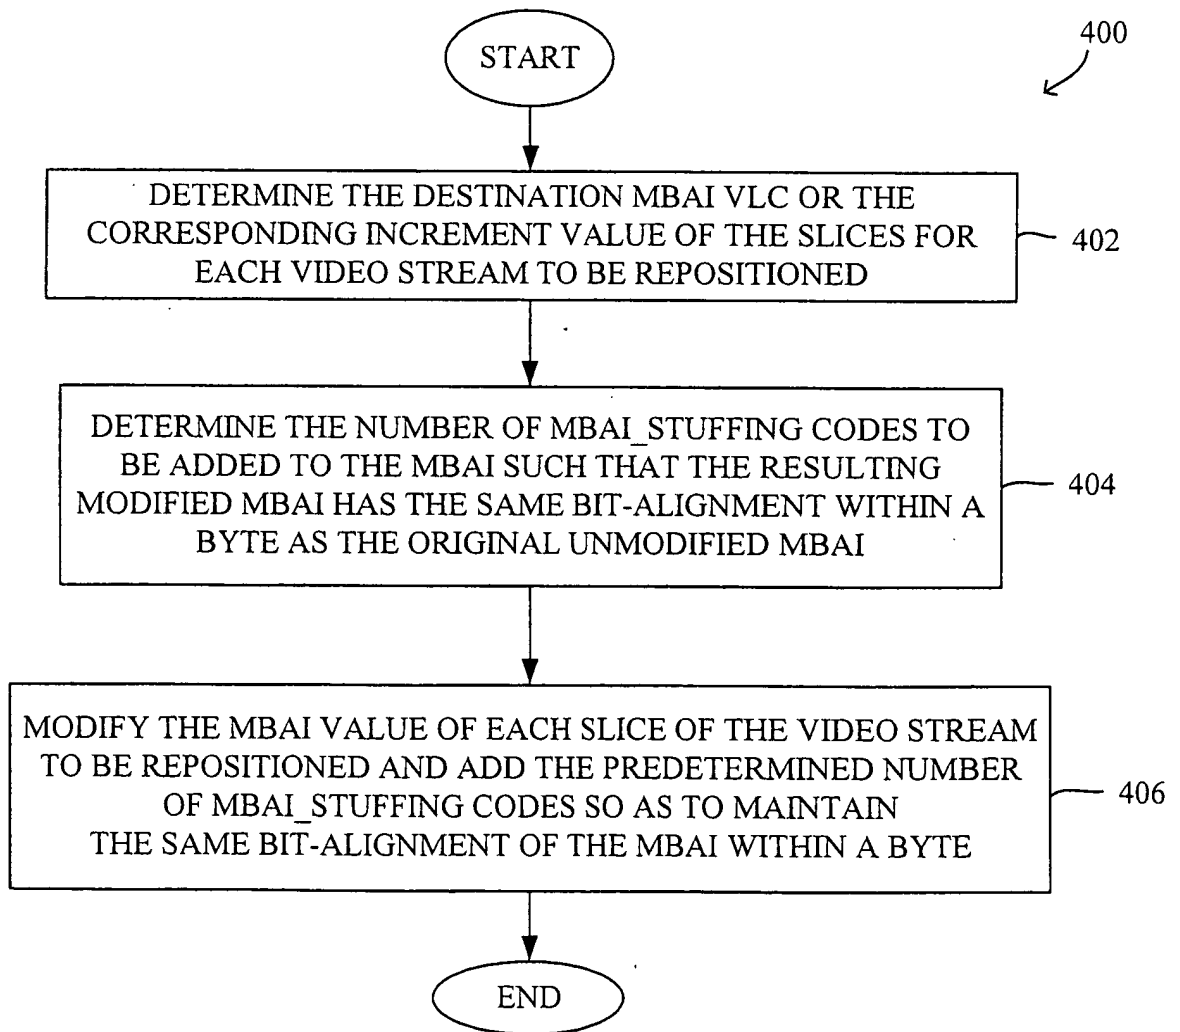 START
400
DETERMINE THE DESTINATION MBAI VLC OR THE
CORRESPONDING INCREMENT VALUE OF THE SLICES FOR
EACH VIDEO STREAM TO BE REPOSITIONED
402
DETERMINE THE NUMBER OF MBAI_STUFFING CODES TO
BE ADDED TO THE MBAI SUCH THAT THE RESULTING
MODIFIED MBAI HAS THE SAME BIT-ALIGNMENT WITHIN A
BYTE AS THE ORIGINAL UNMODIFIED MBAI
404
MODIFY THE MBAI VALUE OF EACH SLICE OF THE VIDEO STREAM
TO BE REPOSITIONED AND ADD THE PREDETERMINED NUMBER
OF MBAI_STUFFING CODES SO AS TO MAINTAIN
THE SAME BIT-ALIGNMENT OF THE MBAI WITHIN A BYTE
406
END